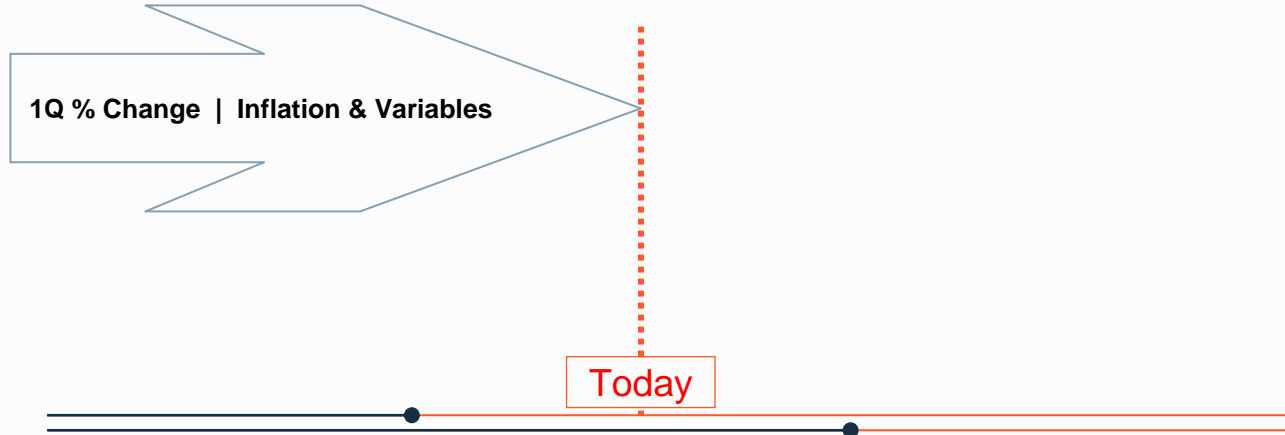 1Q % Change | Inflation & Variables
Today